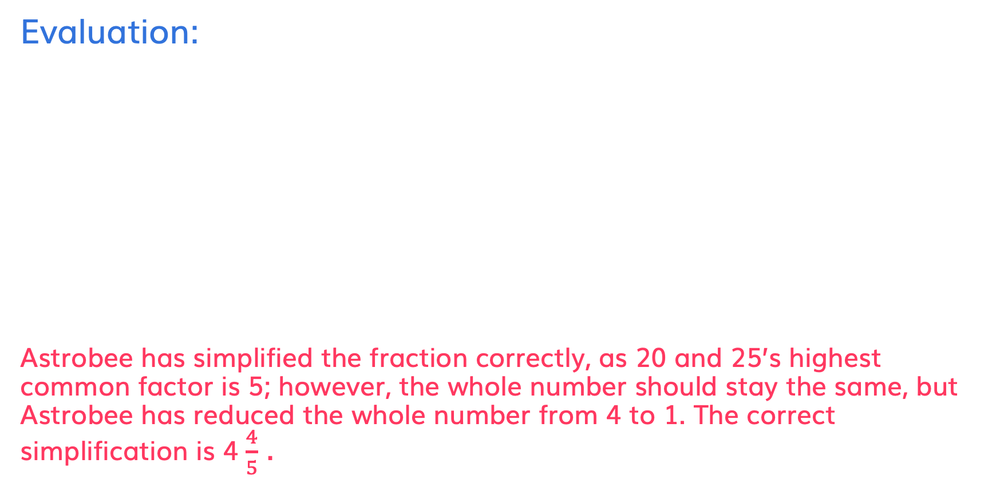 Evaluation:
Astrobee has simplified the fraction correctly, as 20 and 25's highest
common factor is 5; however, the whole number should stay the same, but
Astrobee has reduced the whole number from 4 to 1. The correct
simplification is 4 4/5 .